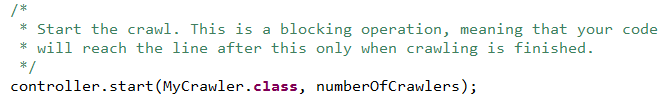 /*
* Start the crawl. This is a blocking operation, meaning that your code
* will reach the line after this only when crawling is finished.
*/
controller.start(MyCrawler.class, numberOfCrawlers);